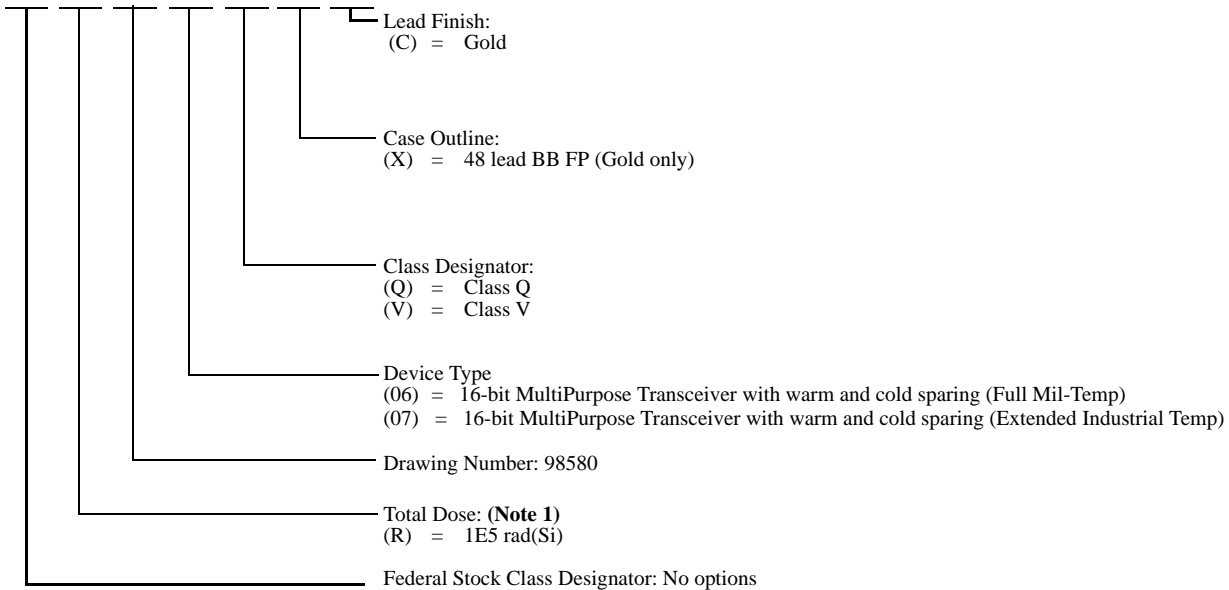 Lead Finish:
(C) = Gold
Case Outline:
(X) = 48 lead BB FP (Gold only)
Class Designator:
(Q) = Class Q
(V) = Class V
Device Type
(06) = 16-bit MultiPurpose Transceiver with warm and cold sparing (Full Mil-Temp)
(07) = 16-bit MultiPurpose Transceiver with warm and cold sparing (Extended Industrial Temp)
Drawing Number: 98580
Total Dose: (Note 1)
(R) = 1E5 rad(Si)
Federal Stock Class Designator: No options